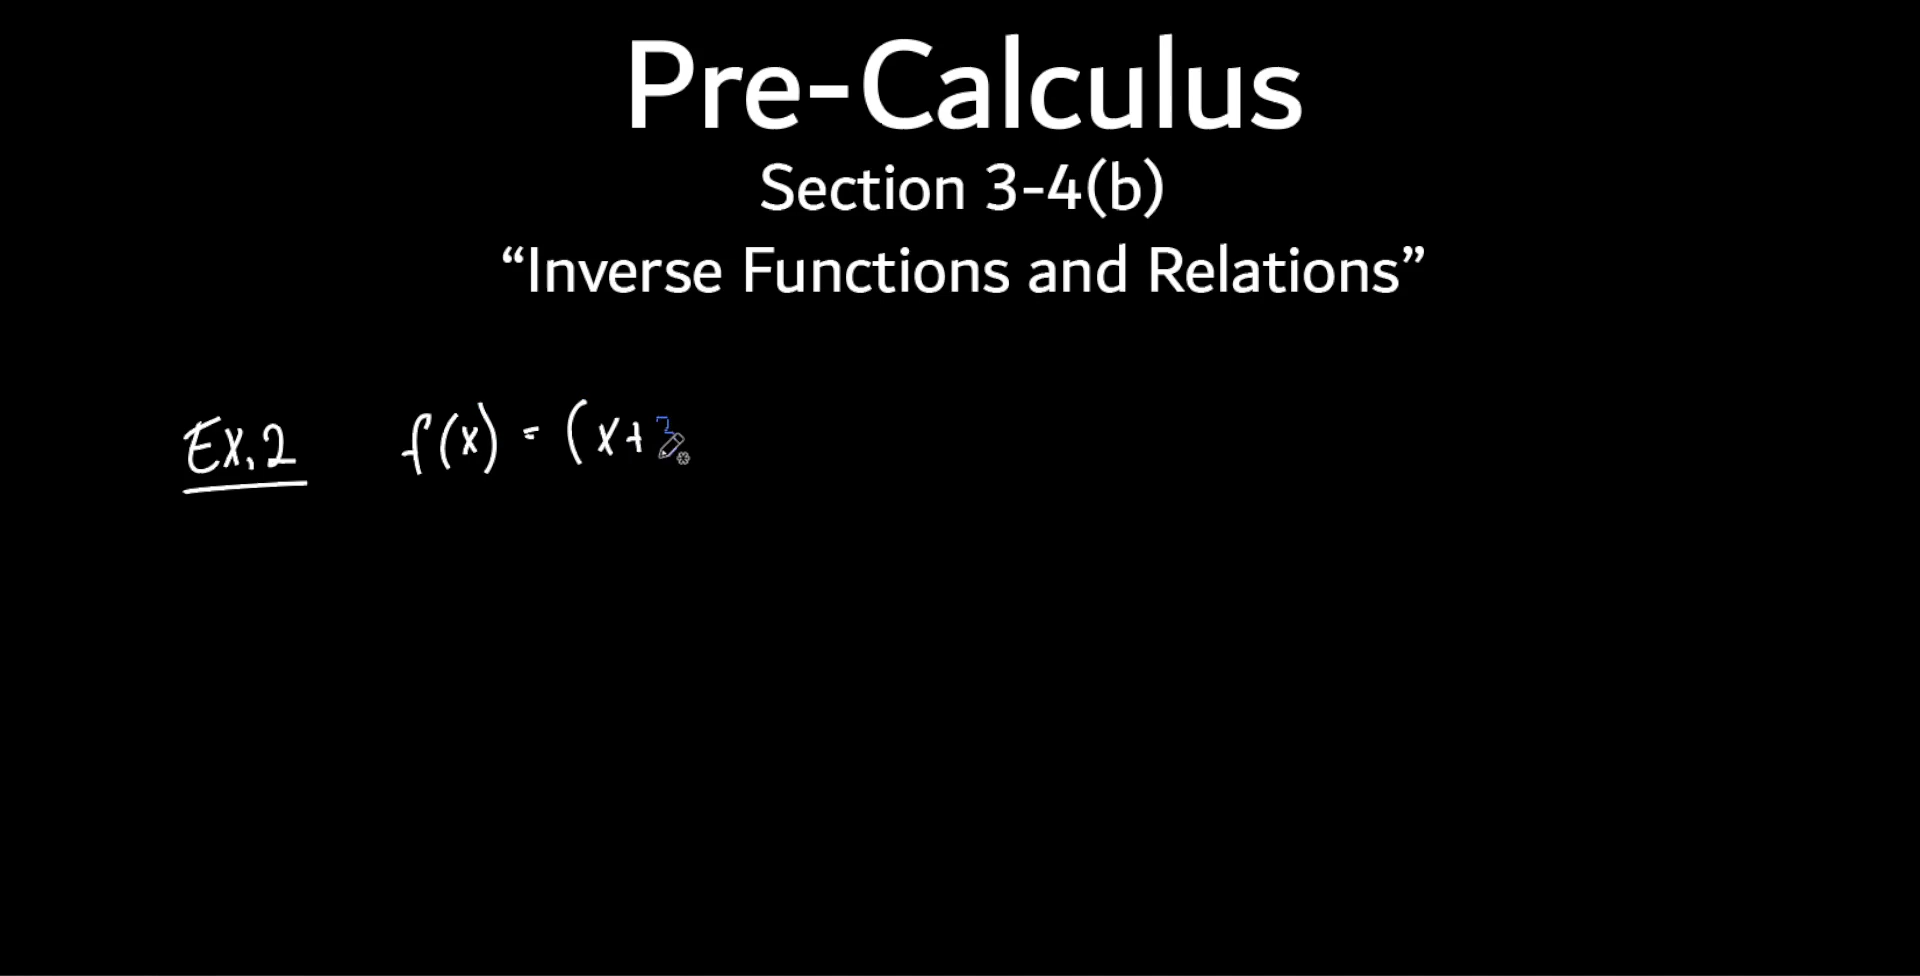 Pre-Calculus
Section 3-4(b)
“Inverse Functions and Relations”
Ex. 2 f(x) = (x+